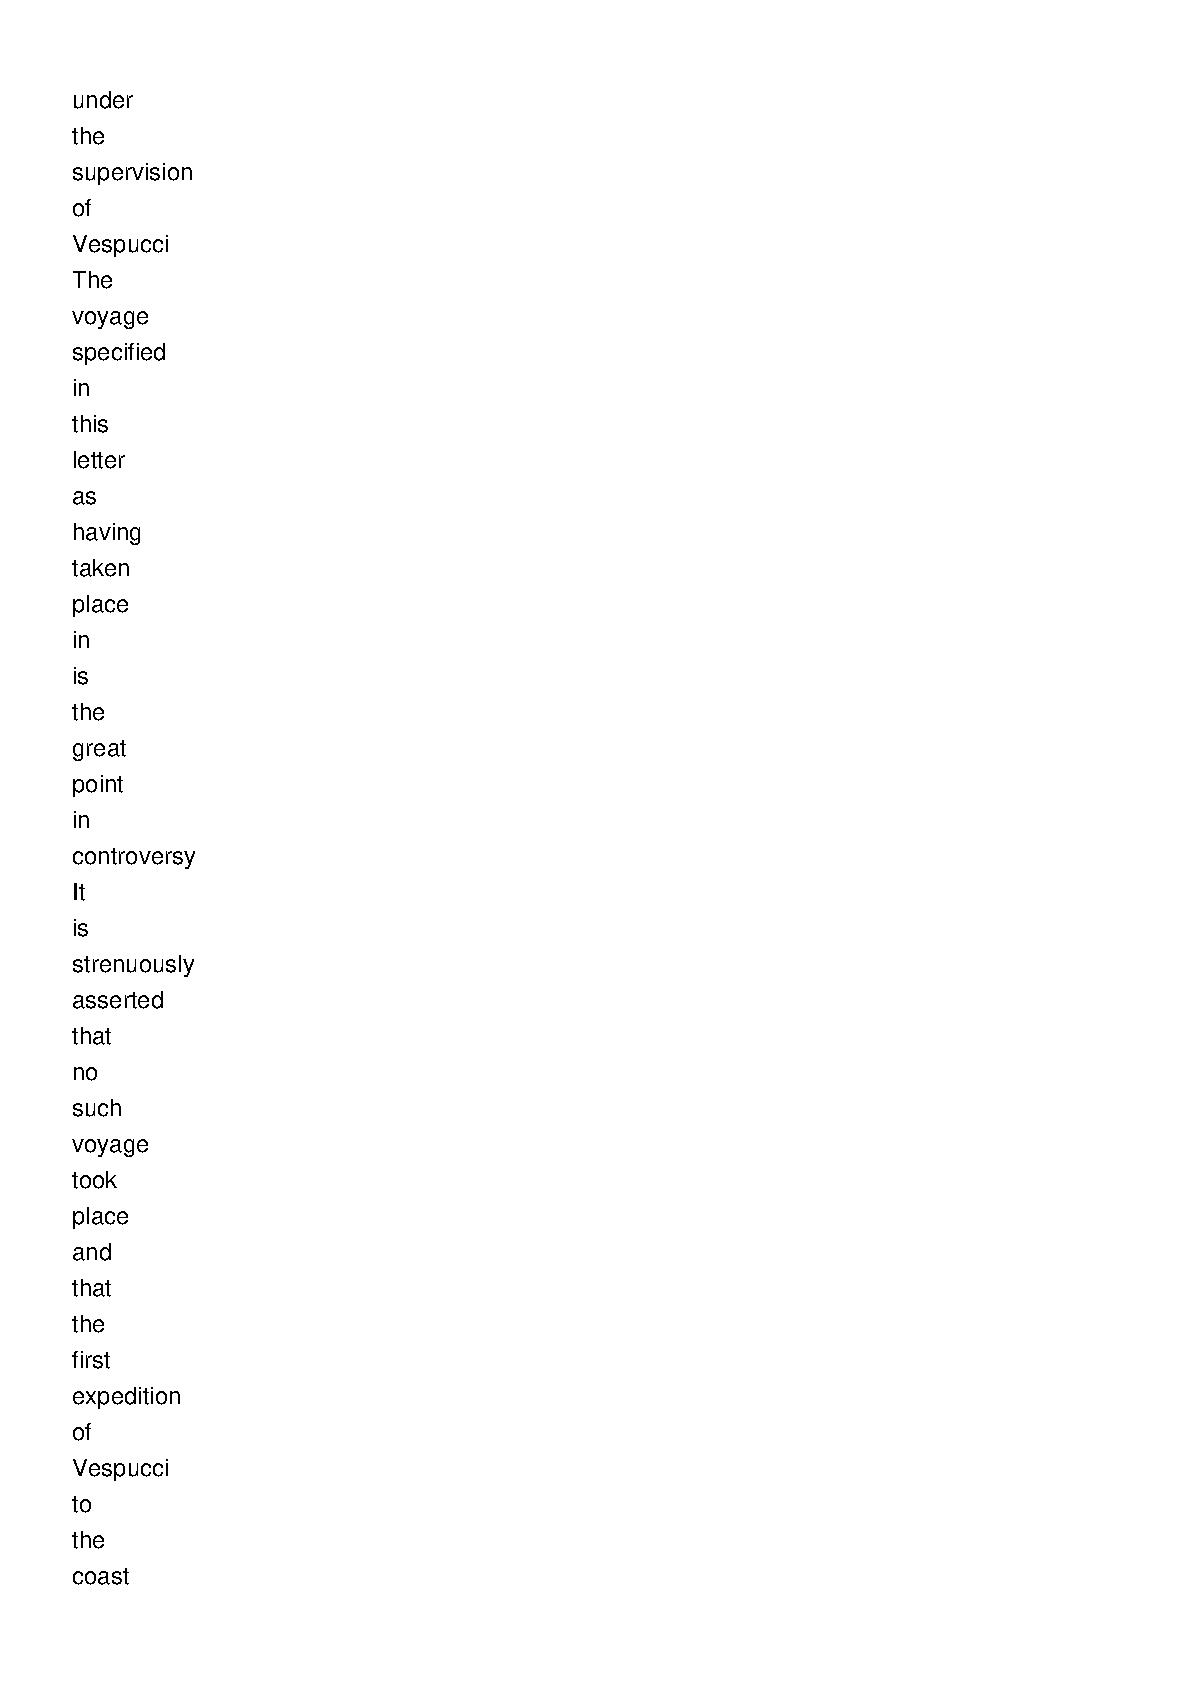 under
the
supervision
of
Vespucci
The
voyage
specified
in
this
letter
as
having
taken
place
in
is
the
great
point
in
controversy
It
is
strenuously
asserted
that
no
such
voyage
took
place
and
that
the
first
expedition
of
Vespucci
to
the
coast